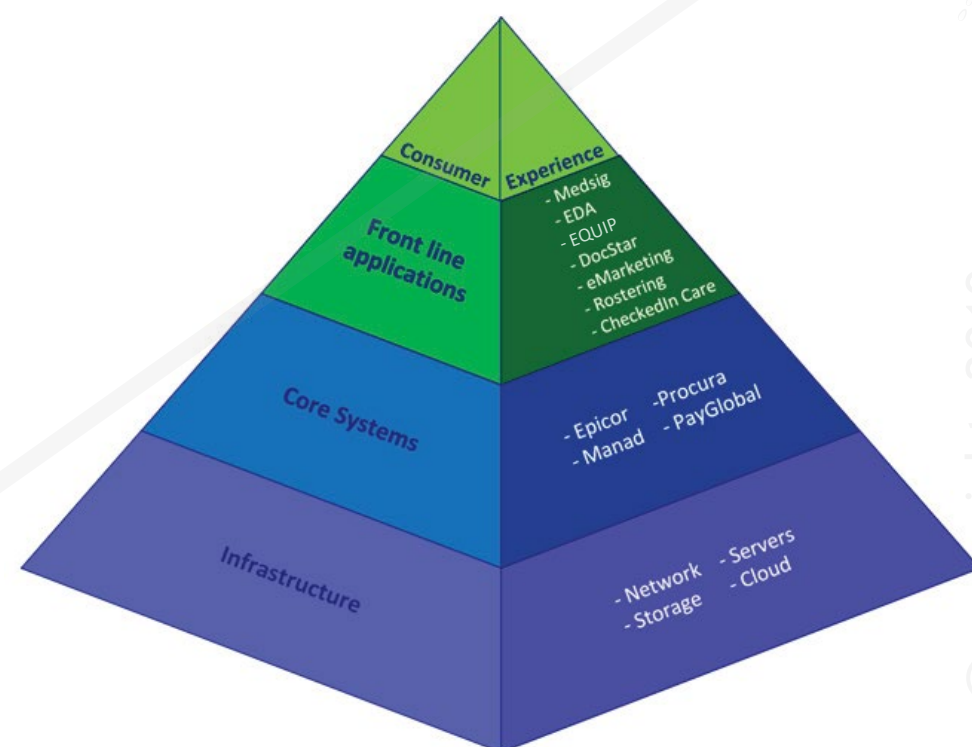 Consumer Experience
Front line
applications
- Medsig
- EDA
- EQUIP
- DocStar
- eMarketing
- Rostering
- CheckedIn Care
Core Systems
- Epicor -Procura
- Manad - PayGlobal
Infrastructure
- Network - Servers
- Storage - Cloud